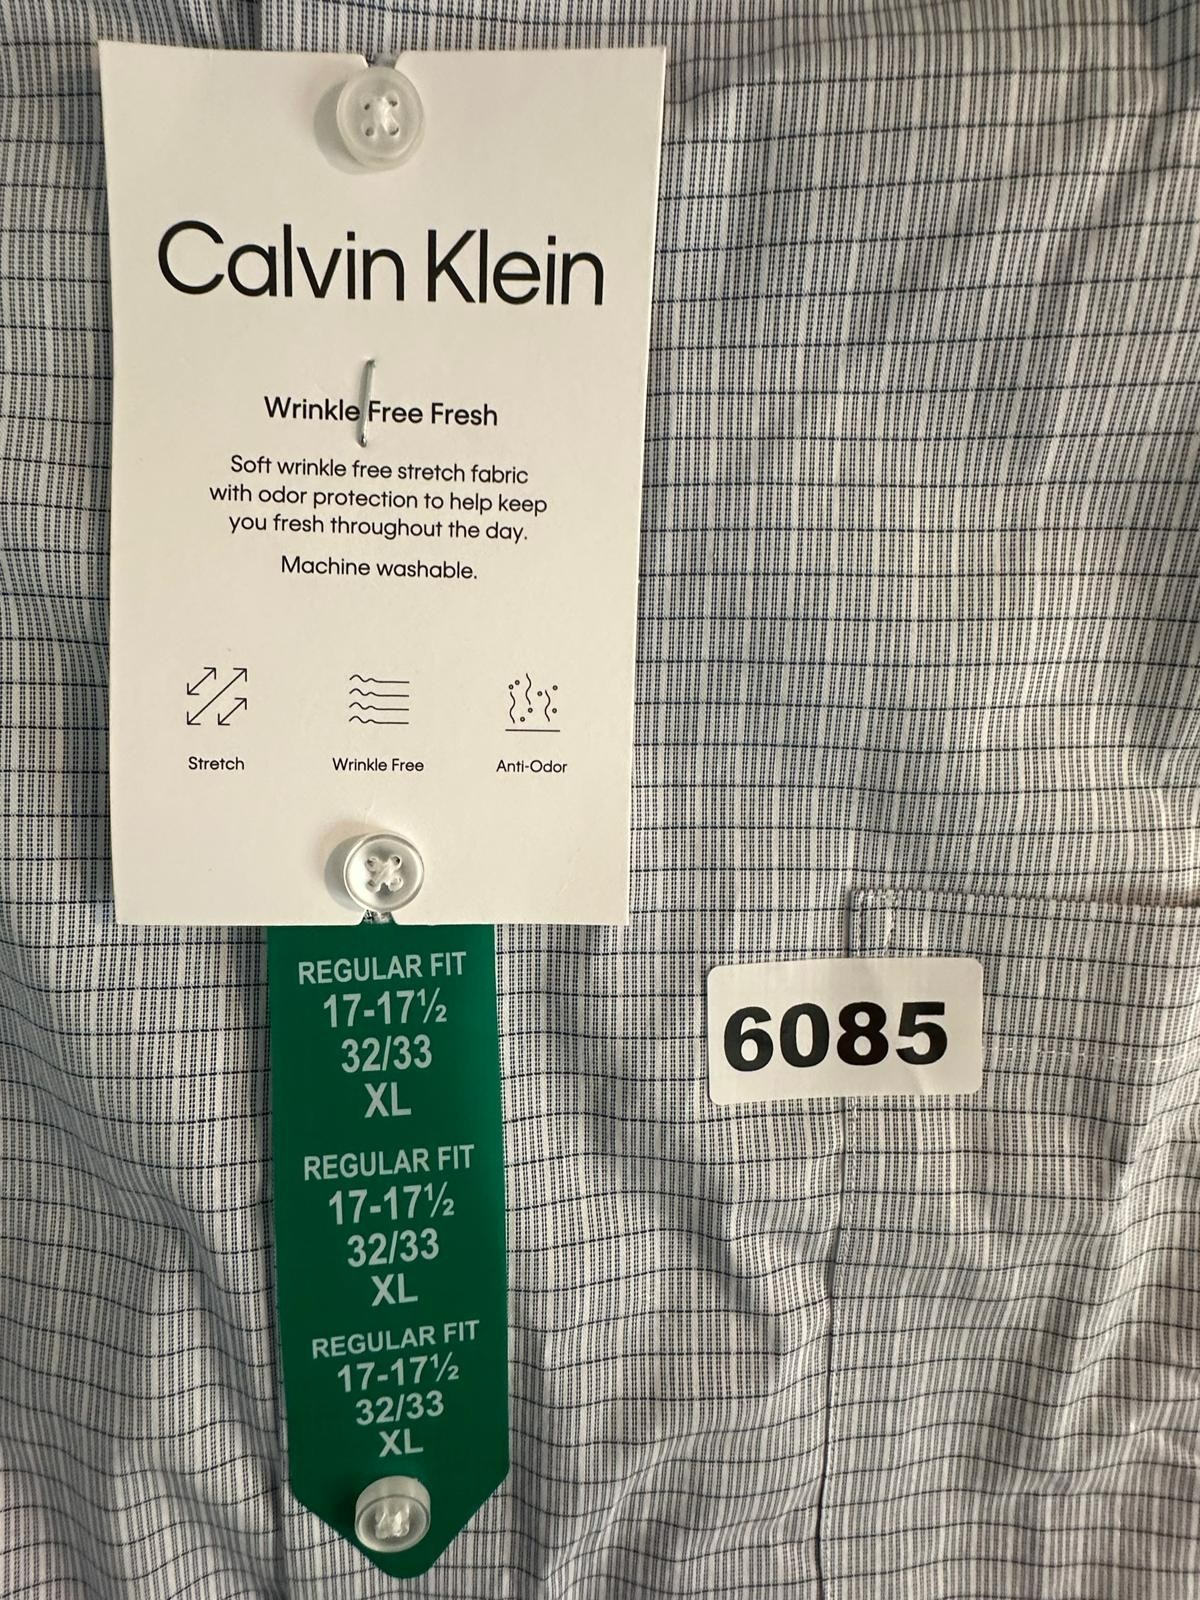 Calvin Klein
Wrinkle Free Fresh
Soft wrinkle free stretch fabric
with odor protection to help keep
you fresh throughout the day.
Machine washable.
Stretch
Wrinkle Free
Anti-Odor
REGULAR FIT
17-17½
32/33
XL
REGULAR FIT
17-17½
32/33
XL
REGULAR FIT
17-17½
32/33
XL
6085